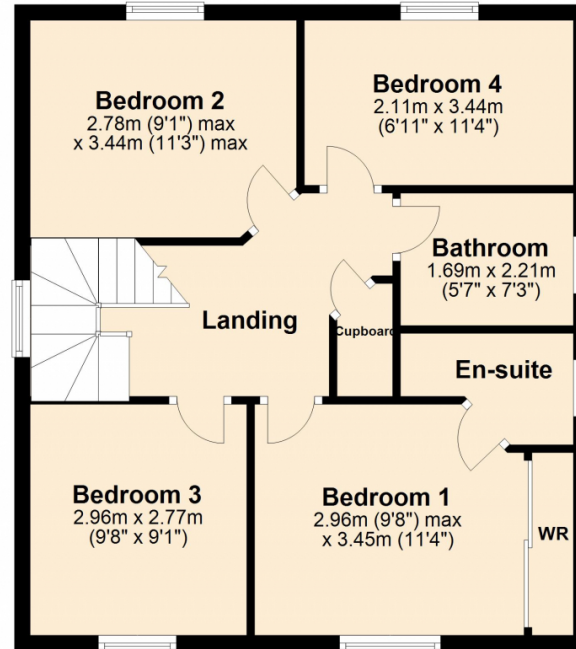 Bedroom 2
2.78m (9'1") max
x 3.44m (11'3") max
Bedroom 4
2.11m x 3.44m
(6'11" x 11'4")
Bathroom
1.69m x 2.21m
(5'7" x 7'3")
Landing
Cupboard
En-suite
Bedroom 3
2.96m x 2.77m
(9'8" x 9'1")
Bedroom 1
2.96m (9'8") max
x 3.45m (11'4")
WR